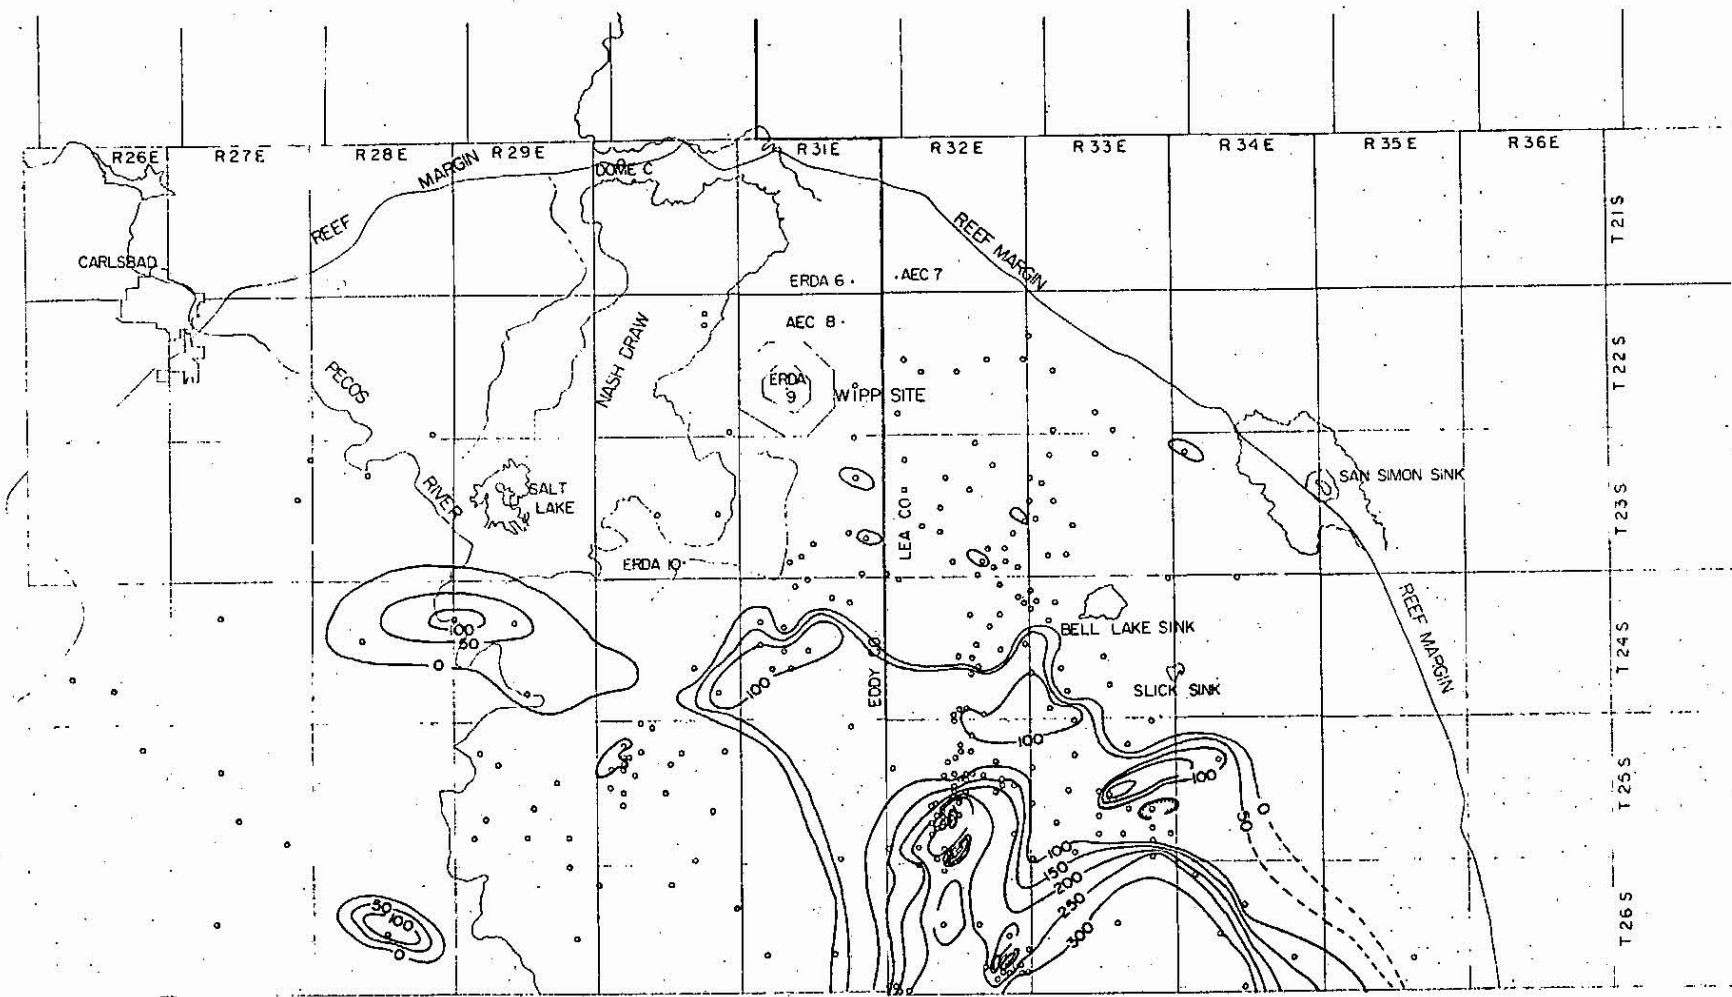 R26E
R27E
R28E
R29E
R31E
R32E
R33E
R34E
R35E
R36E
MARGIN
REEF
DOME C
REEF MARGIN
T21S
CARLSBAD
ERDA 6
AEC 7
AEC 8
NASH DRAW
PECOS
ERDA
9
WIPP SITE
T22S
SALT
LAKE
RIVER
SAN SIMON SINK
LEA CO
T23S
ERDA 10
REEF MARGIN
100
50
0
BELL LAKE SINK
EDDY CO
SLICK SINK
T24S
100
100
100
0
50
T25S
100
150
200
250
300
50
100
0
T26S